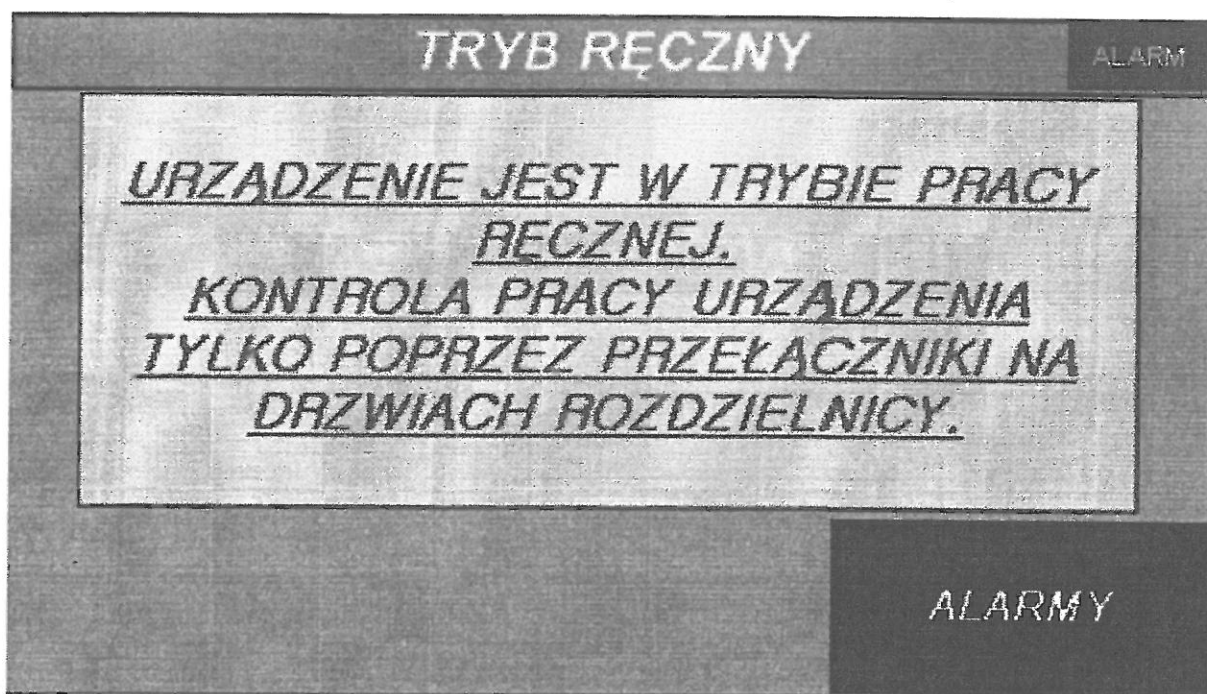 TRYB RĘCZNY
ALARM
URZĄDZENIE JEST W TRYBIE PRACY
RĘCZNEJ.
KONTROLA PRACY URZĄDZENIA
TYLKO POPRZEZ PRZEŁĄCZNIKI NA
DRZWIACH ROZDZIELNICY.
ALARMY